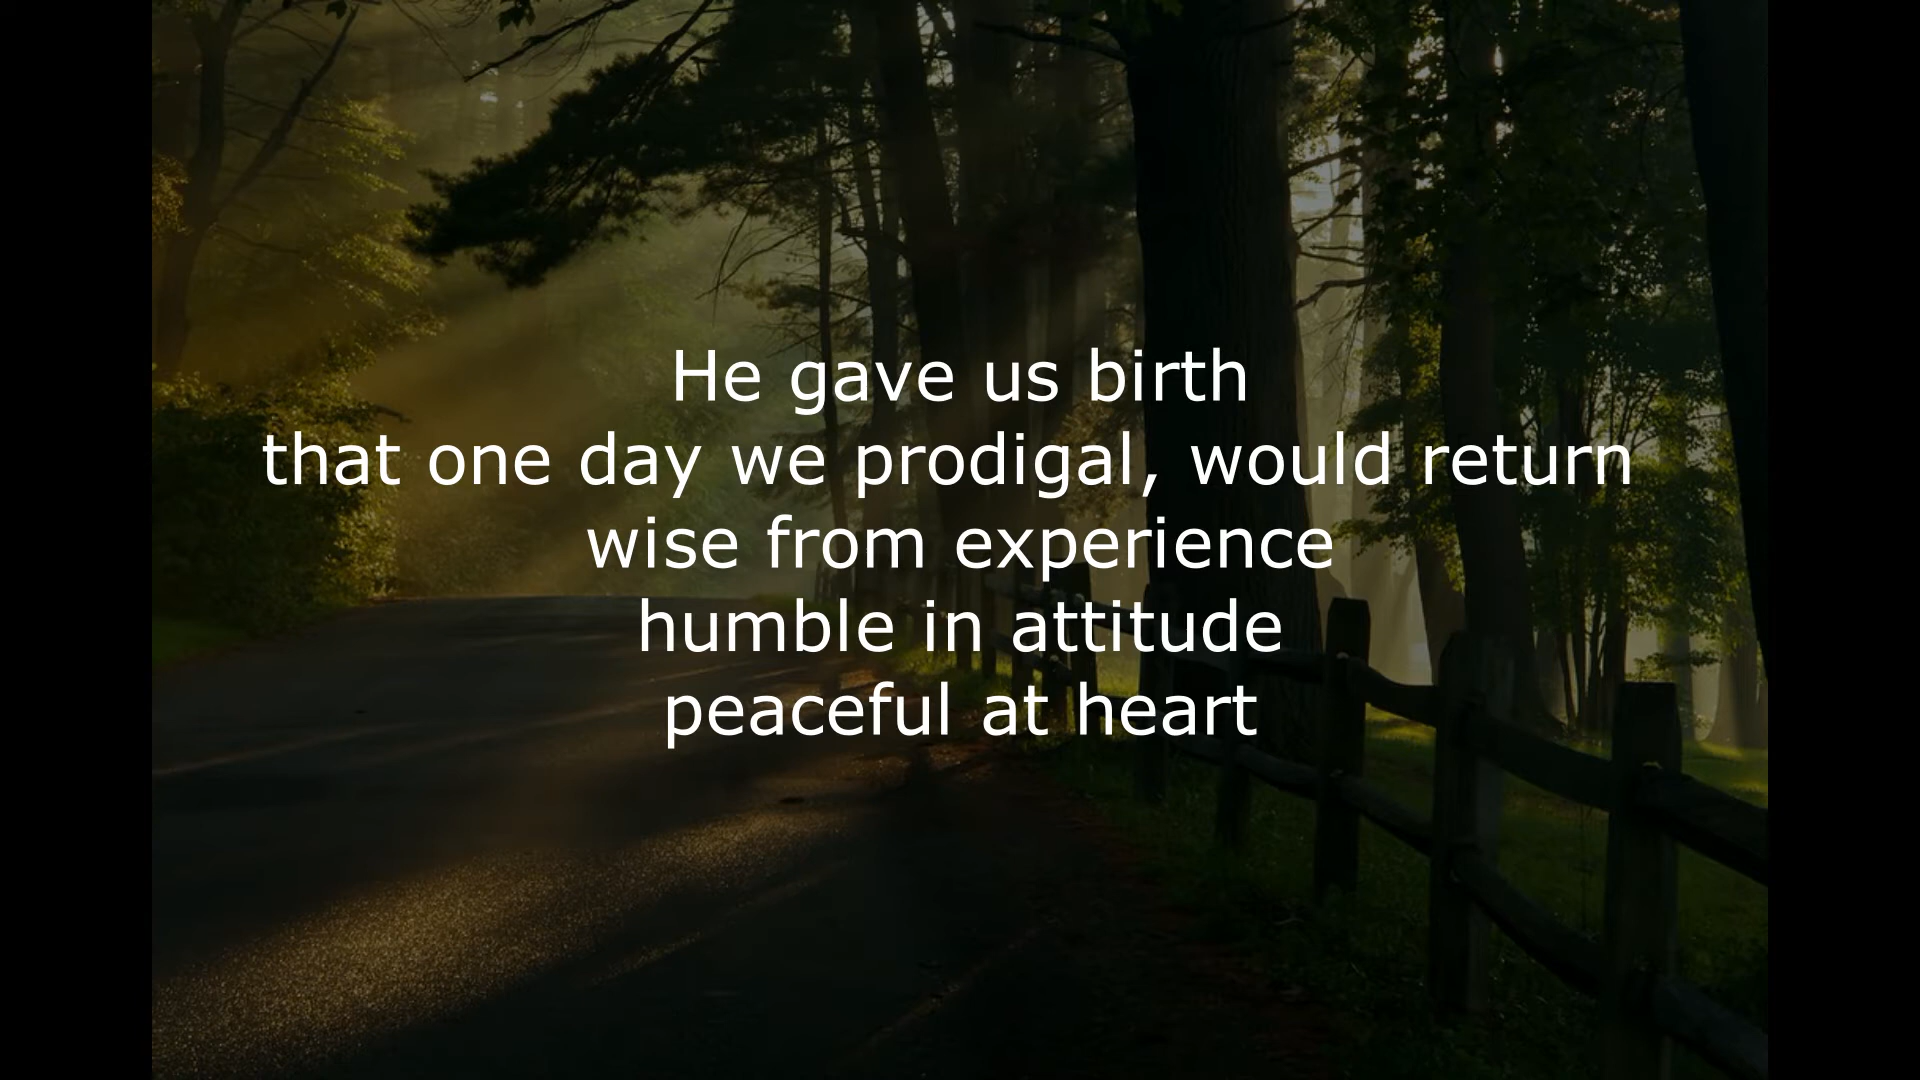 He gave us birth
that one day we prodigal, would return
wise from experience
humble in attitude
peaceful at heart